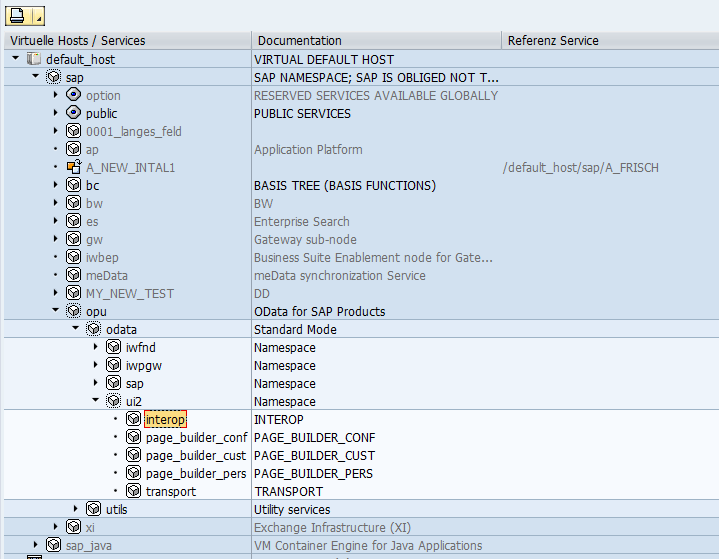 Virtuelle Hosts / Services Documentation Referenz Service
default_host VIRTUAL DEFAULT HOST
sap SAP NAMESPACE; SAP IS OBLIGED NOT T...
option RESERVED SERVICES AVAILABLE GLOBALLY
public PUBLIC SERVICES
0001_langes_feld
ap Application Platform
A_NEW_INTAL1 /default_host/sap/A_FRISCH
bc BASIS TREE (BASIS FUNCTIONS)
bw BW
es Enterprise Search
gw Gateway sub-node
iwbep Business Suite Enablement node for Gate...
meData meData synchronization Service
MY_NEW_TEST DD
opu OData for SAP Products
odata Standard Mode
iwfnd Namespace
iwpgw Namespace
sap Namespace
ui2 Namespace
interop INTEROP
page_builder_conf PAGE_BUILDER_CONF
page_builder_cust PAGE_BUILDER_CUST
page_builder_pers PAGE_BUILDER_PERS
transport TRANSPORT
utils Utility services
xi Exchange Infrastructure (XI)
sap_java VM Container Engine for Java Applications